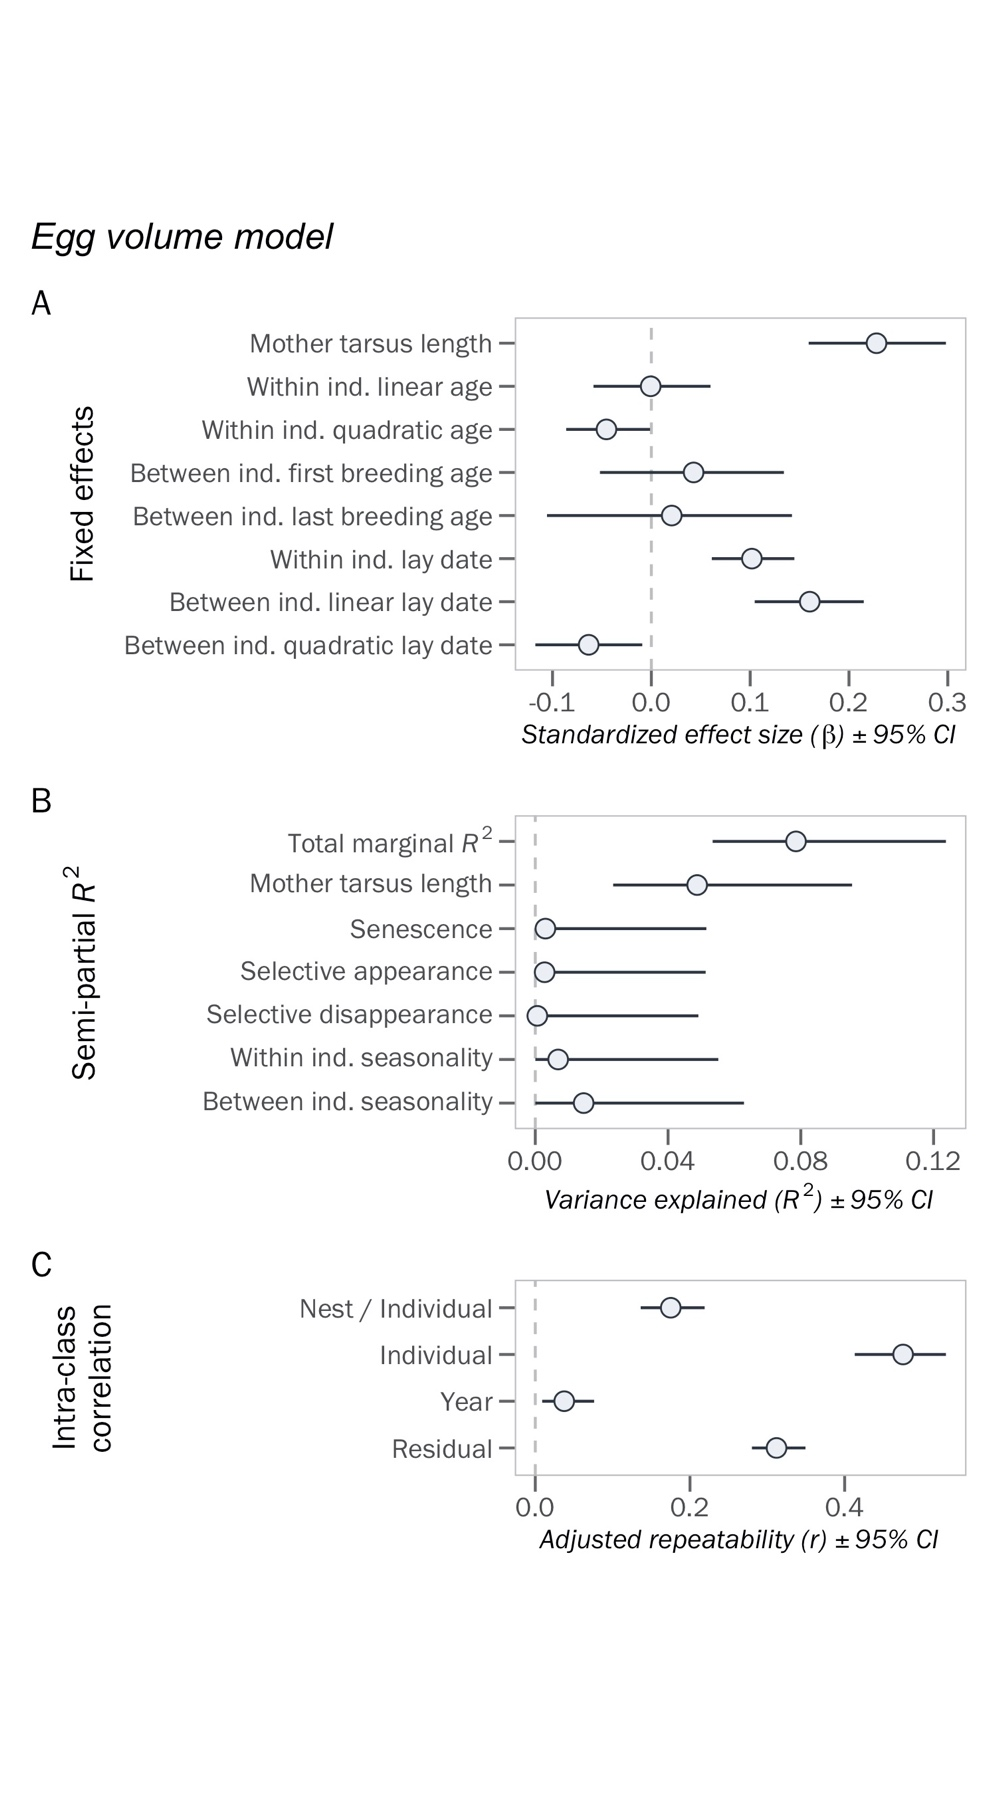 Egg volume model
A
Fixed effects
Mother tarsus length
Within ind. linear age
Within ind. quadratic age
Between ind. first breeding age
Between ind. last breeding age
Within ind. lay date
Between ind. linear lay date
Between ind. quadratic lay date
-0.1 0.0 0.1 0.2 0.3
Standardized effect size (β) ± 95% CI
B
Semi-partial R²
Total marginal R²
Mother tarsus length
Senescence
Selective appearance
Selective disappearance
Within ind. seasonality
Between ind. seasonality
0.00 0.04 0.08 0.12
Variance explained (R²) ± 95% CI
C
Intra-class
correlation
Nest / Individual
Individual
Year
Residual
0.0 0.2 0.4
Adjusted repeatability (r) ± 95% CI